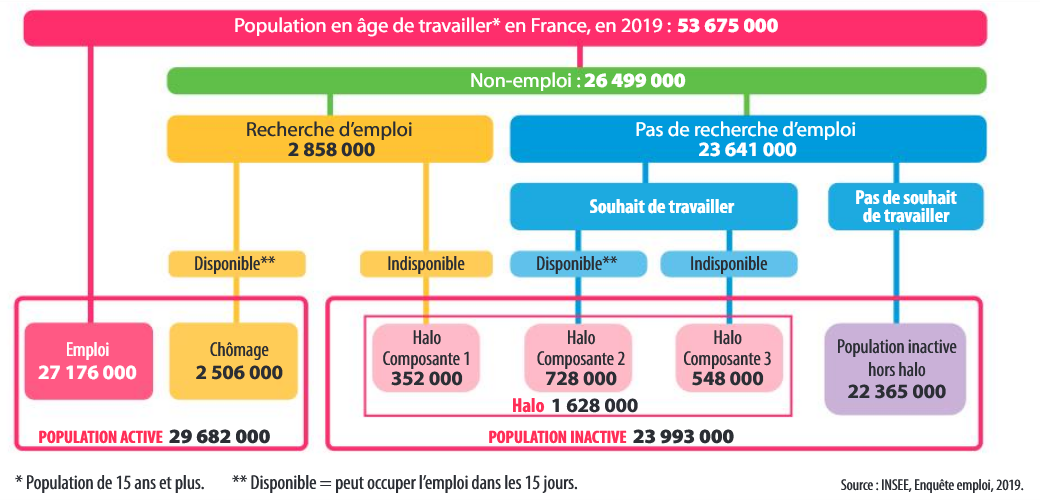 Population en âge de travailler* en France, en 2019 : 53 675 000
Non-emploi : 26 499 000
Recherche d'emploi
2 858 000
Pas de recherche d'emploi
23 641 000
Souhait de travailler
Pas de souhait
de travailler
Disponible**
Indisponible
Disponible**
Indisponible
Emploi
27 176 000
Chômage
2 506 000
Halo
Composante 1
352 000
Halo
Composante 2
728 000
Halo
Composante 3
548 000
Population inactive
hors halo
22 365 000
Halo 1 628 000
POPULATION ACTIVE 29 682 000
POPULATION INACTIVE 23 993 000
* Population de 15 ans et plus.
** Disponible = peut occuper l'emploi dans les 15 jours.
Source : INSEE, Enquête emploi, 2019.